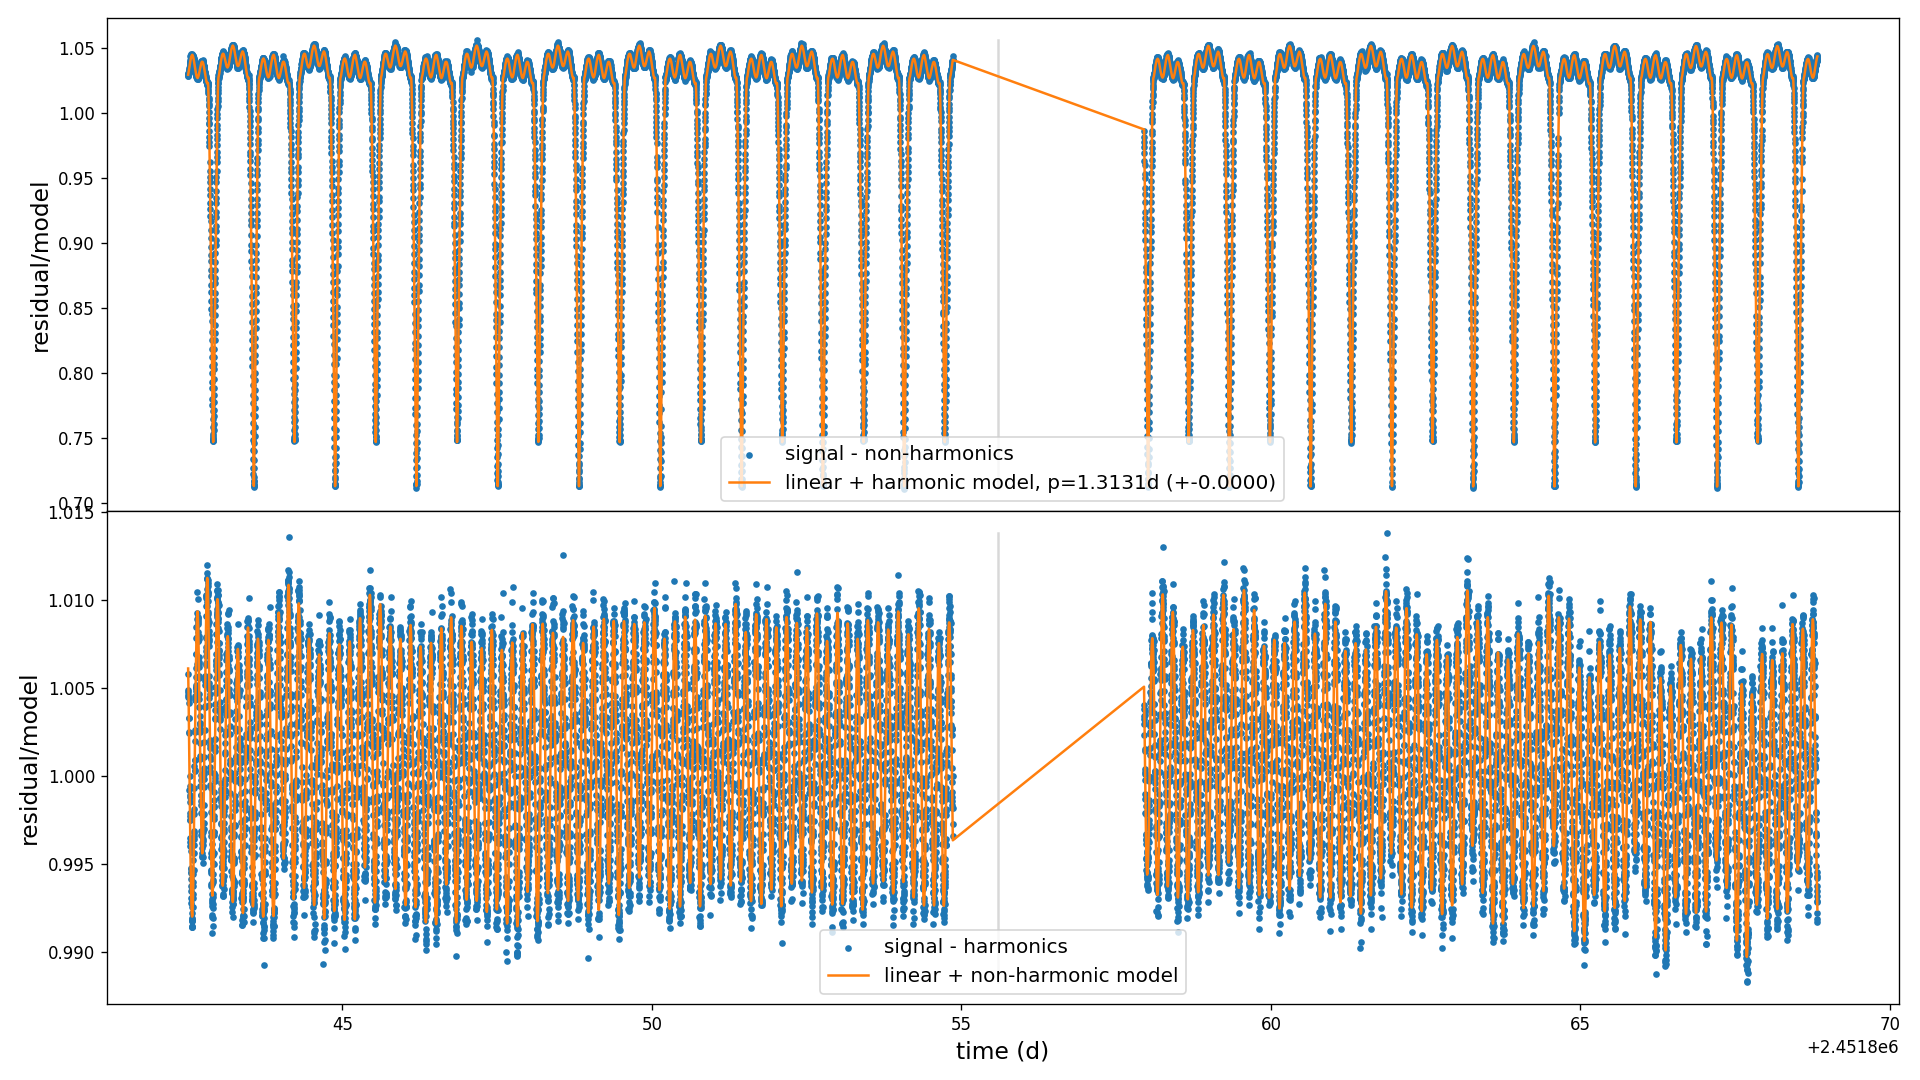 1.05
1.00
0.95
0.90
0.85
0.80
0.75
0.70
residual/model
signal - non-harmonics
linear + harmonic model, p=1.3131d (+-0.0000)
1.015
1.010
1.005
1.000
0.995
0.990
residual/model
signal - harmonics
linear + non-harmonic model
45 50 55 60 65 70
time (d)
+2.4518e6